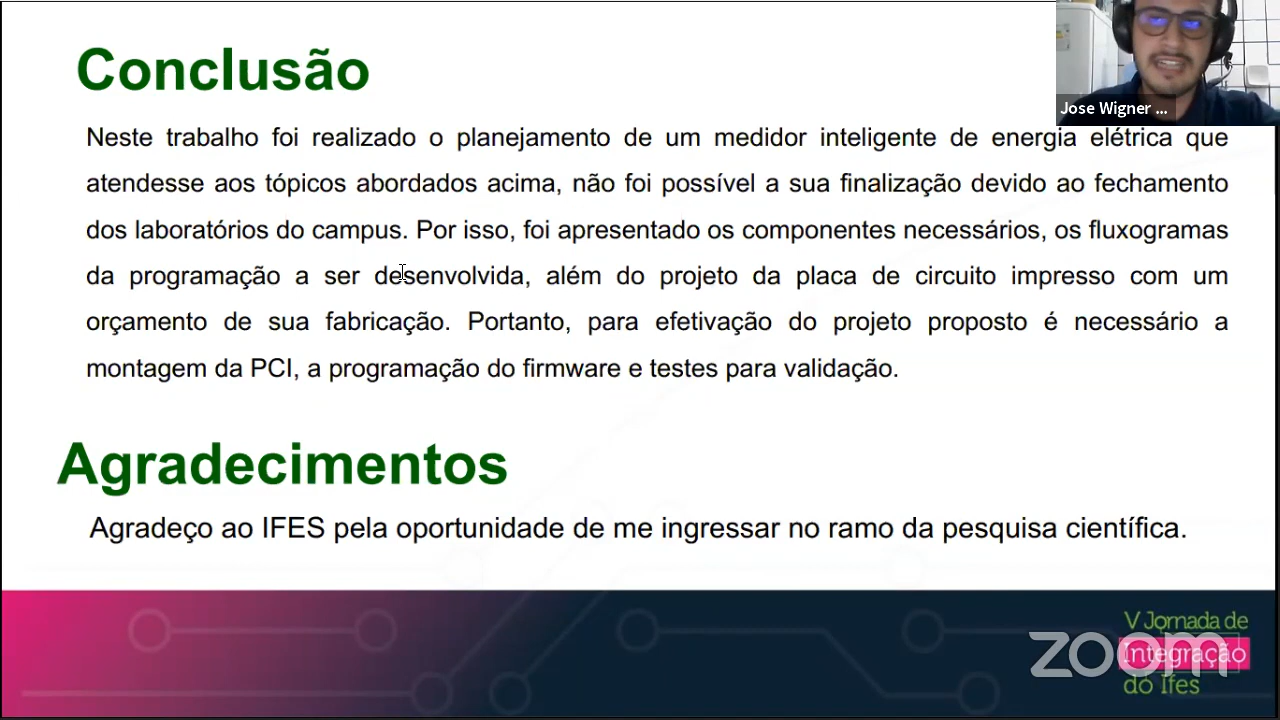 Conclusão
Jose Wigner ...
Neste trabalho foi realizado o planejamento de um medidor inteligente de energia elétrica que
atendesse aos tópicos abordados acima, não foi possível a sua finalização devido ao fechamento
dos laboratórios do campus. Por isso, foi apresentado os componentes necessários, os fluxogramas
da programação a ser desenvolvida, além do projeto da placa de circuito impresso com um
orçamento de sua fabricação. Portanto, para efetivação do projeto proposto é necessário a
montagem da PCI, a programação do firmware e testes para validação.
Agradecimentos
Agradeço ao IFES pela oportunidade de me ingressar no ramo da pesquisa científica.
V Jornada de
Integração
do Ifes
zoom